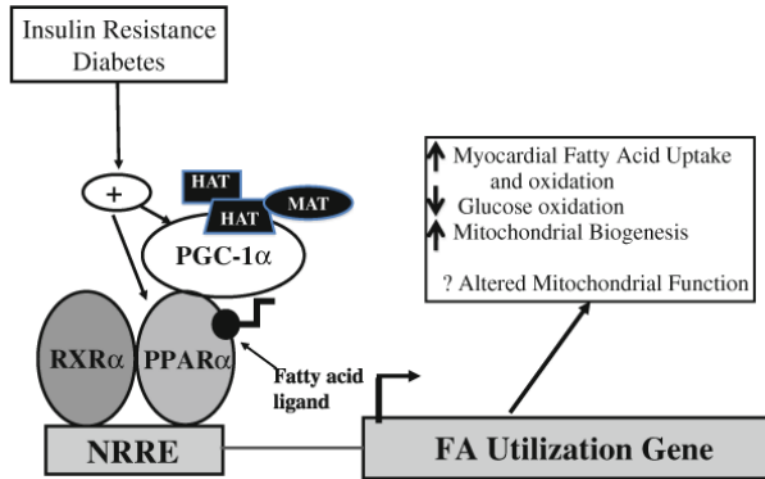 Insulin Resistance
Diabetes
+
HAT
HAT
MAT
PGC-1α
RXRα
PPARα
Fatty acid
ligand
NRRE
FA Utilization Gene
Myocardial Fatty Acid Uptake
and oxidation
Glucose oxidation
Mitochondrial Biogenesis
? Altered Mitochondrial Function